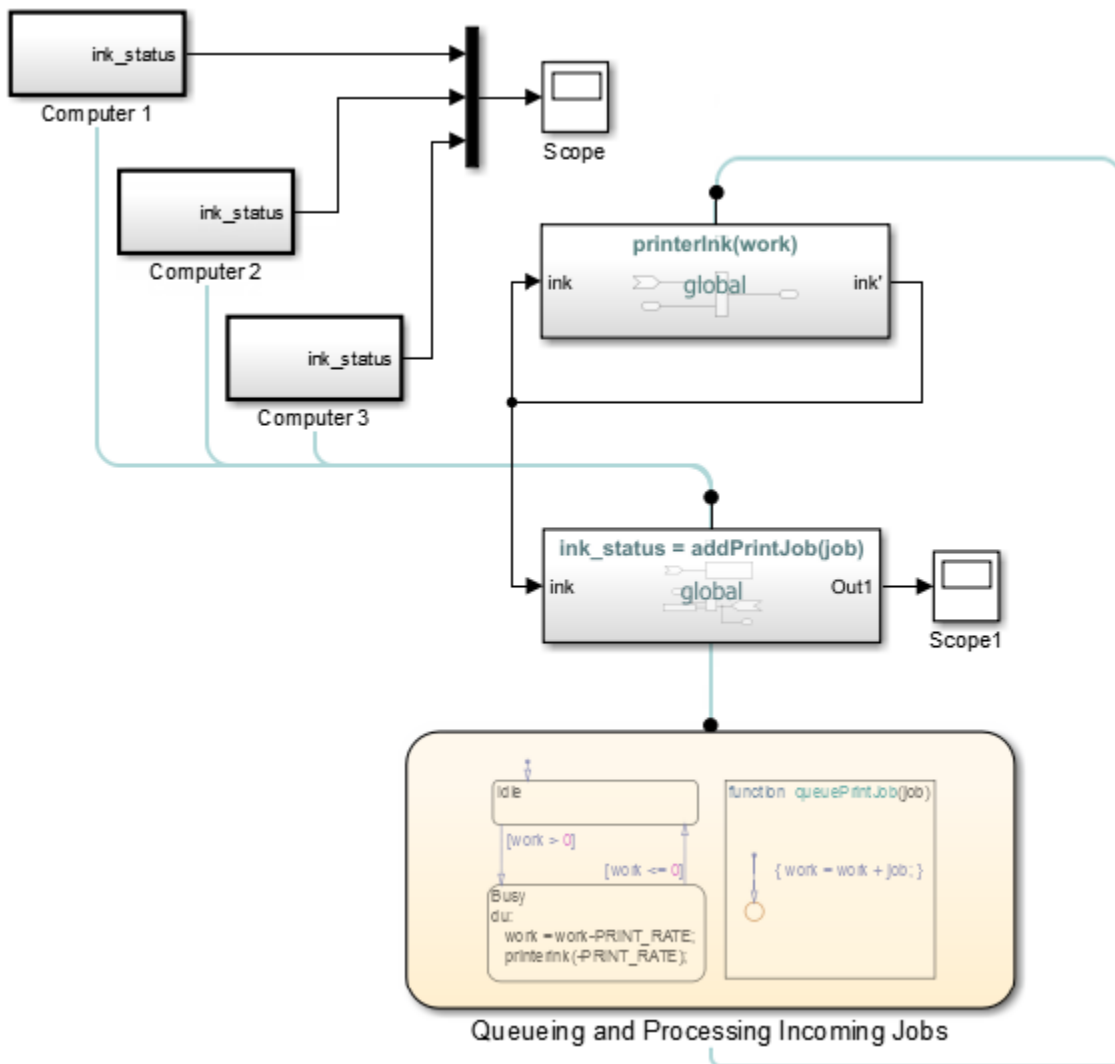 ink_status
Computer 1
ink_status
Computer 2
ink_status
Computer 3
Scope
printerInk(work)
ink
global
ink'
ink_status = addPrintJob(job)
ink
global
Out1
Scope1
Idle
[work > 0]
[work <= 0]
Busy
du:
work = work-PRINT_RATE;
printerInk(-PRINT_RATE);
function queuePrintJob(job)
{ work = work + job; }
Queueing and Processing Incoming Jobs